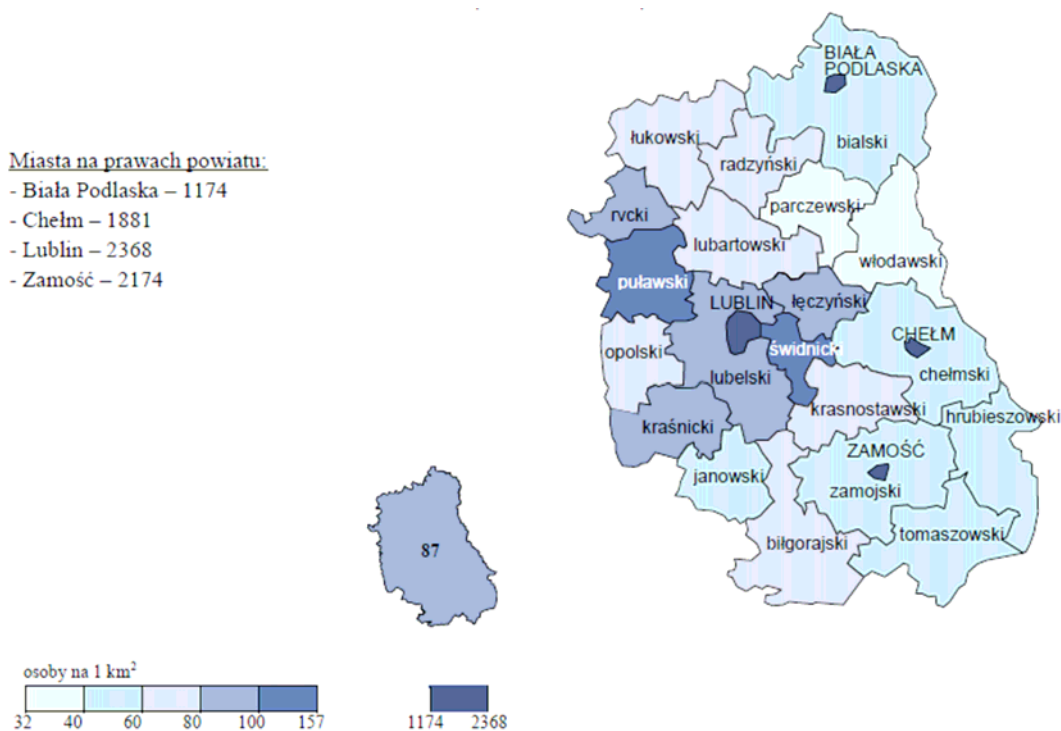 Miasta na prawach powiatu:
- Biała Podlaska – 1174
- Chełm – 1881
- Lublin – 2368
- Zamość – 2174
BIAŁA
PODLASKA
bialski
łukowski
radzyński
parczewski
rycki
lubartowski
włodawski
puławski
LUBLIN
łęczyński
świdnicki
CHEŁM
chełmski
opolski
lubelski
krasnostawski
hrubieszowski
kraśnicki
ZAMOŚĆ
janowski
zamojski
tomaszowski
biłgorajski
87
osoby na 1 km²
32 40 60 80 100 157
1174 2368